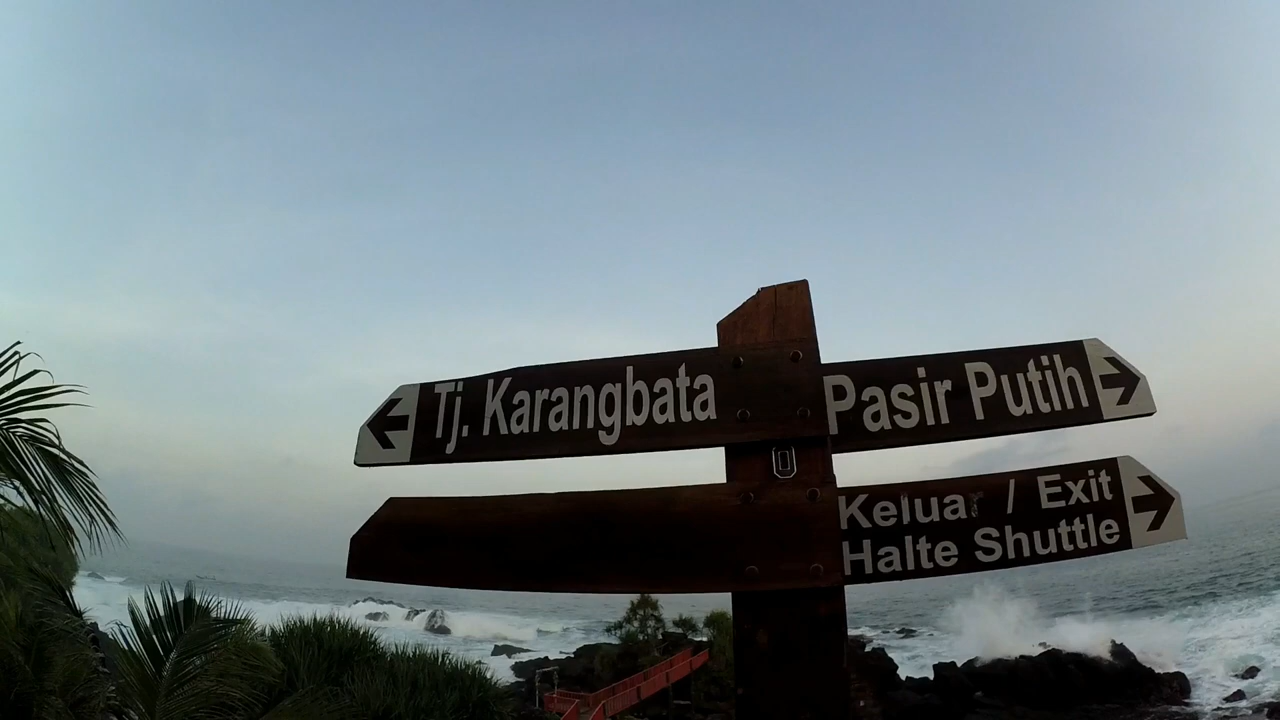 Tj. Karangbata
Pasir Putih
Keluar / Exit
Halte Shuttle